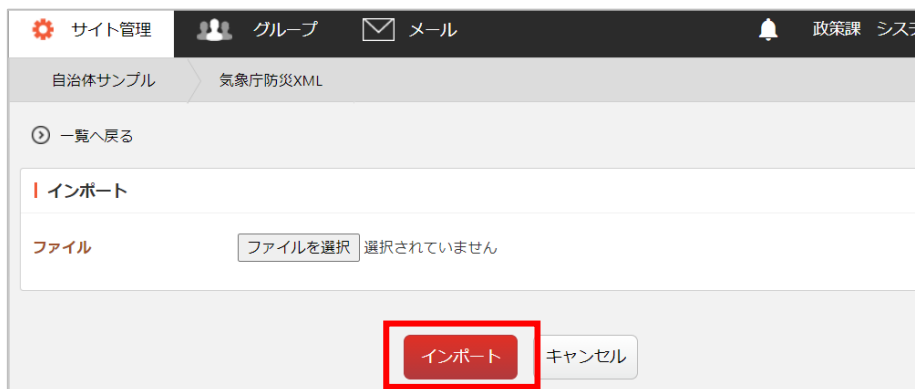 サイト管理 グループ メール 政策課 システ
自治体サンプル 気象庁防災XML
一覧へ戻る
インポート
ファイル ファイルを選択 選択されていません
インポート キャンセル